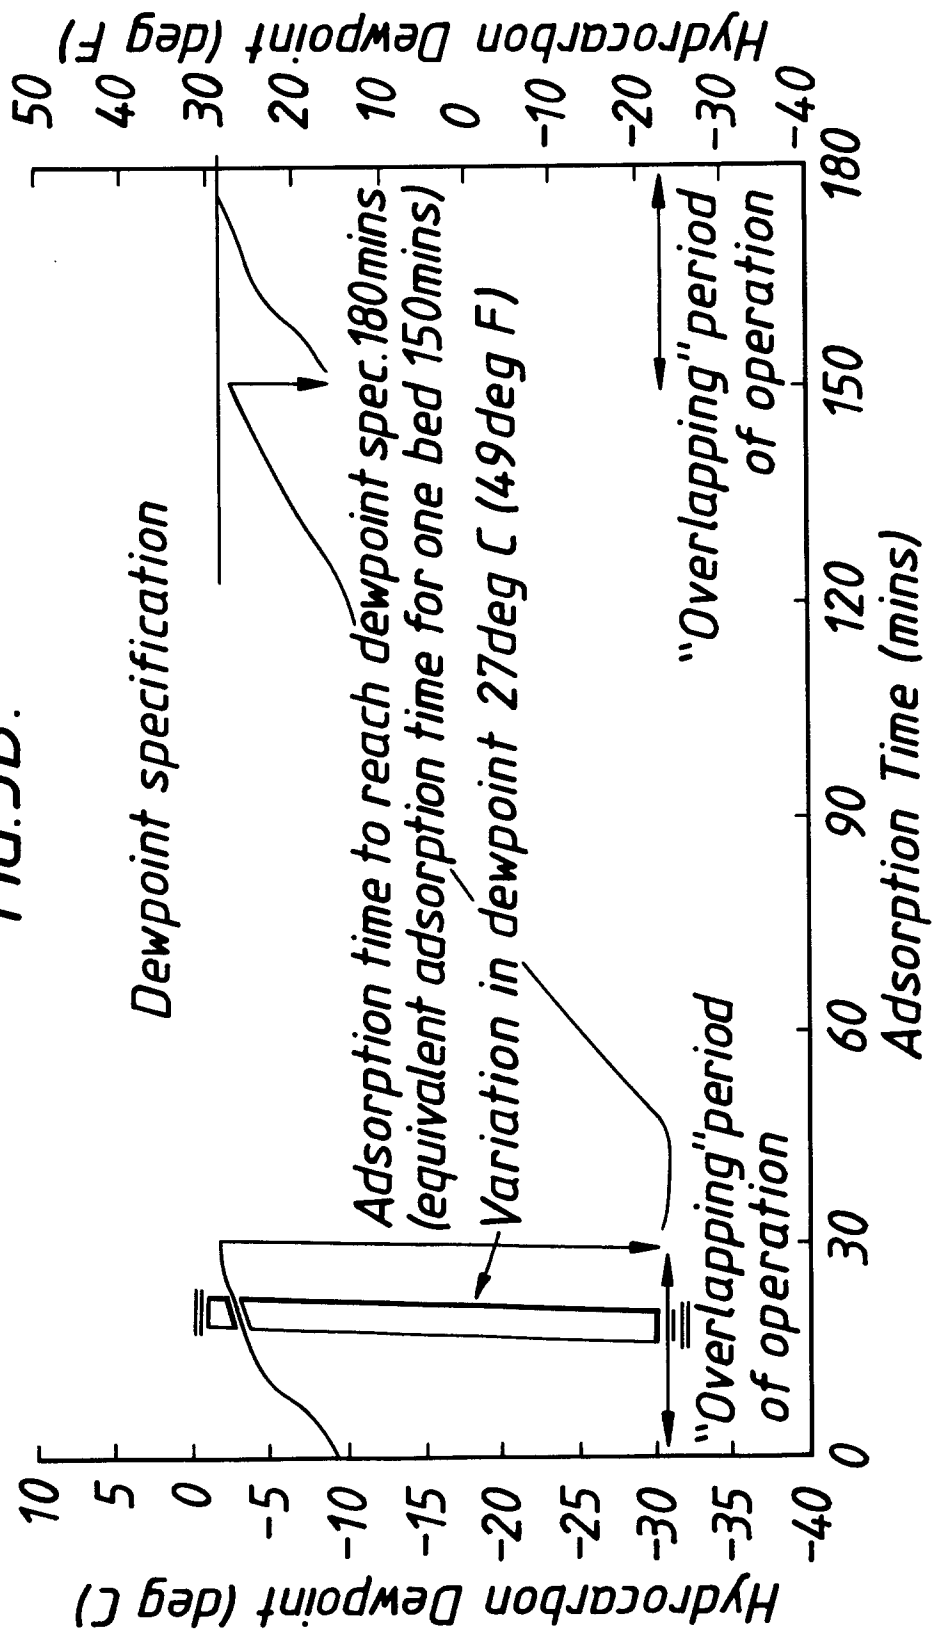 Dewpoint specification
Adsorption time to reach dewpoint spec.180mins
(equivalent adsorption time for one bed 150mins)
Variation in dewpoint 27deg C (49deg F)
"Overlapping"period
of operation
"Overlapping"period
of operation
10
5
0
-5
-10
-15
-20
-25
-30
-35
-40
Hydrocarbon Dewpoint (deg C)
50
40
30
20
10
0
-10
-20
-30
-40
Hydrocarbon Dewpoint (deg F)
0
30
60
90
120
150
180
Adsorption Time (mins)